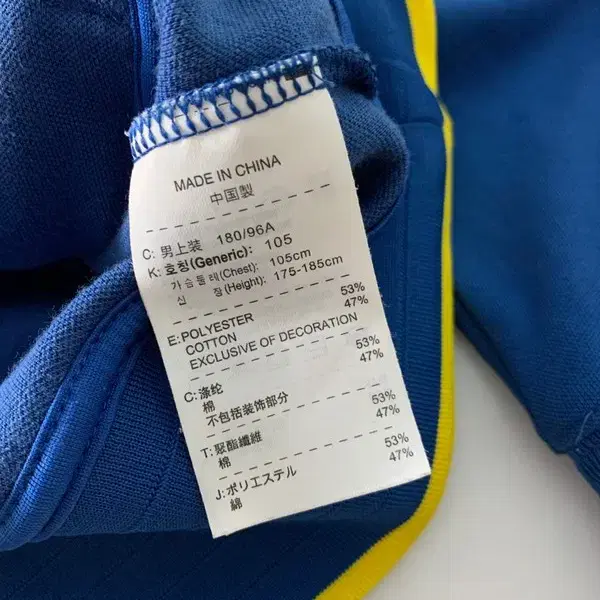 MADE IN CHINA
中国製
C: 男上装 180/96A
K: 호칭(Generic): 105
가슴둘레(Chest): 105cm
신 장(Height): 175-185cm
E: POLYESTER 53%
COTTON 47%
EXCLUSIVE OF DECORATION
C: 涤纶 53%
棉 47%
不包括装饰部分
T: 聚酯纖維 53%
棉 47%
J: ポリエステル 53%
綿 47%